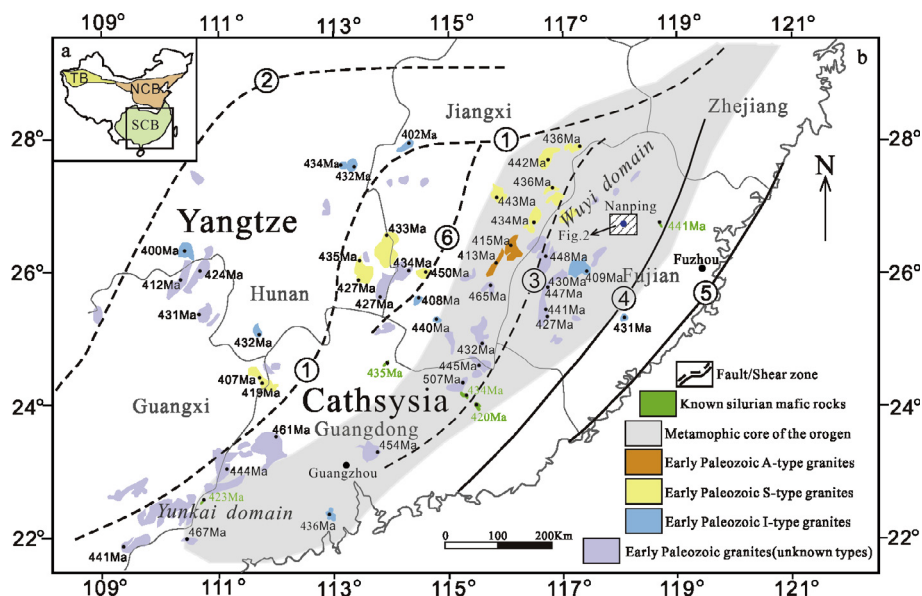 109° 111° 113° 115° 117° 119° 121°
a
TB
NCB
SCB
b
28°
26°
24°
22°
28°
26°
24°
22°
②
Jiangxi
Zhejiang
402Ma
434Ma
432Ma
①
436Ma
442Ma
436Ma
443Ma
434Ma
Wuyi domain
N
Yangtze
433Ma
⑥
415Ma
413Ma
Nanping
Fig.2
441Ma
Fuzhou
400Ma
424Ma
412Ma
435Ma
427Ma
434Ma
450Ma
427Ma
408Ma
465Ma
448Ma
③
430Ma
409Ma
447Ma
Fujian
⑤
④
431Ma
Hunan
432Ma
440Ma
441Ma
427Ma
431Ma
①
435Ma
432Ma
445Ma
507Ma
420Ma
407Ma
419Ma
Guangxi
Cathsysia
Guangdong
461Ma
454Ma
Guangzhou
444Ma
423Ma
Yunkai domain
467Ma
436Ma
441Ma
0 100 200Km
Fault/Shear zone
Known silurian mafic rocks
Metamophic core of the orogen
Early Paleozoic A-type granites
Early Paleozoic S-type granites
Early Paleozoic I-type granites
Early Paleozoic granites(unknown types)
109° 111° 113° 115° 117° 119° 121°